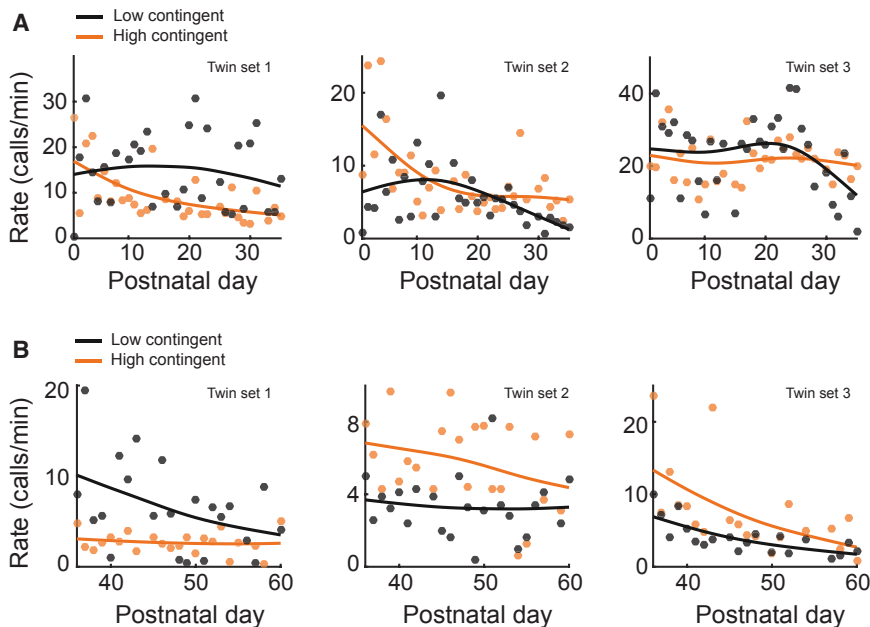 A
Low contingent
High contingent
Twin set 1
Twin set 2
Twin set 3
Rate (calls/min)
30
20
10
0
20
10
0
40
20
0
0 10 20 30
0 10 20 30
0 10 20 30
Postnatal day
Postnatal day
Postnatal day
B
Low contingent
High contingent
Twin set 1
Twin set 2
Twin set 3
Rate (calls/min)
20
10
0
8
4
0
20
10
0
40 50 60
40 50 60
40 50 60
Postnatal day
Postnatal day
Postnatal day